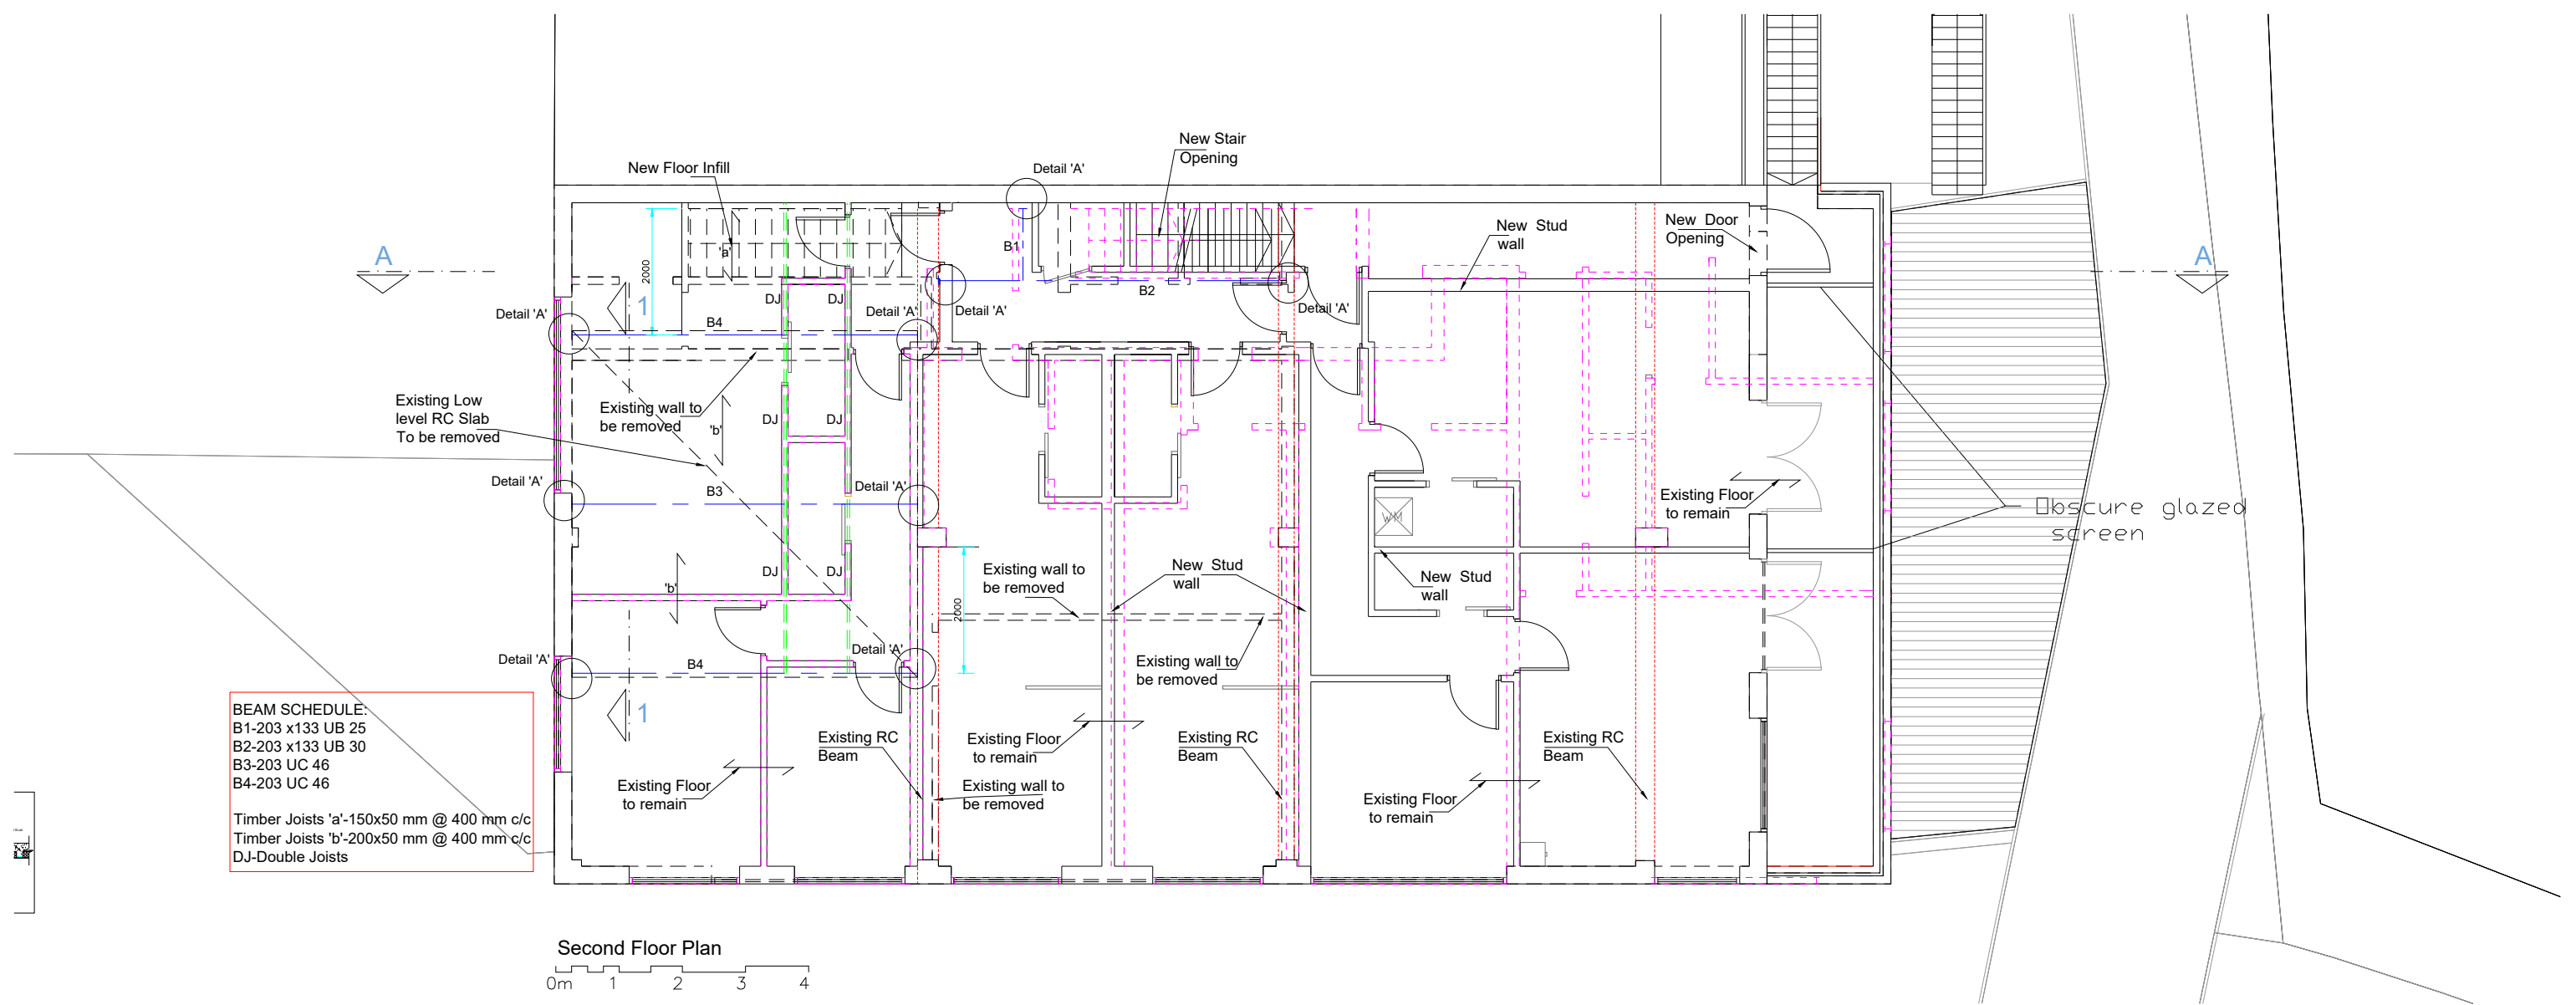 New Stair
Opening
Detail 'A'
New Floor Infill
New Stud
wall
New Door
Opening
A
A
'a'
B1
2000
B2
DJ
DJ
1
Detail 'A'
Detail 'A'
Detail 'A'
Detail 'A'
B4
Existing Low
level RC Slab
To be removed
Existing wall to
be removed
'b'
DJ
DJ
Detail 'A'
B3
Detail 'A'
Existing Floor
to remain
Obscure glazed
screen
WM
'b'
DJ
DJ
Existing wall to
be removed
New Stud
wall
New Stud
wall
2000
Detail 'A'
B4
Detail 'A'
Existing wall to
be removed
1
BEAM SCHEDULE:
B1-203 x133 UB 25
B2-203 x133 UB 30
B3-203 UC 46
B4-203 UC 46
Timber Joists 'a'-150x50 mm @ 400 mm c/c
Timber Joists 'b'-200x50 mm @ 400 mm c/c
DJ-Double Joists
Existing RC
Beam
Existing Floor
to remain
Existing RC
Beam
Existing RC
Beam
Existing Floor
to remain
Existing wall to
be removed
Existing Floor
to remain
Second Floor Plan
0m 1 2 3 4